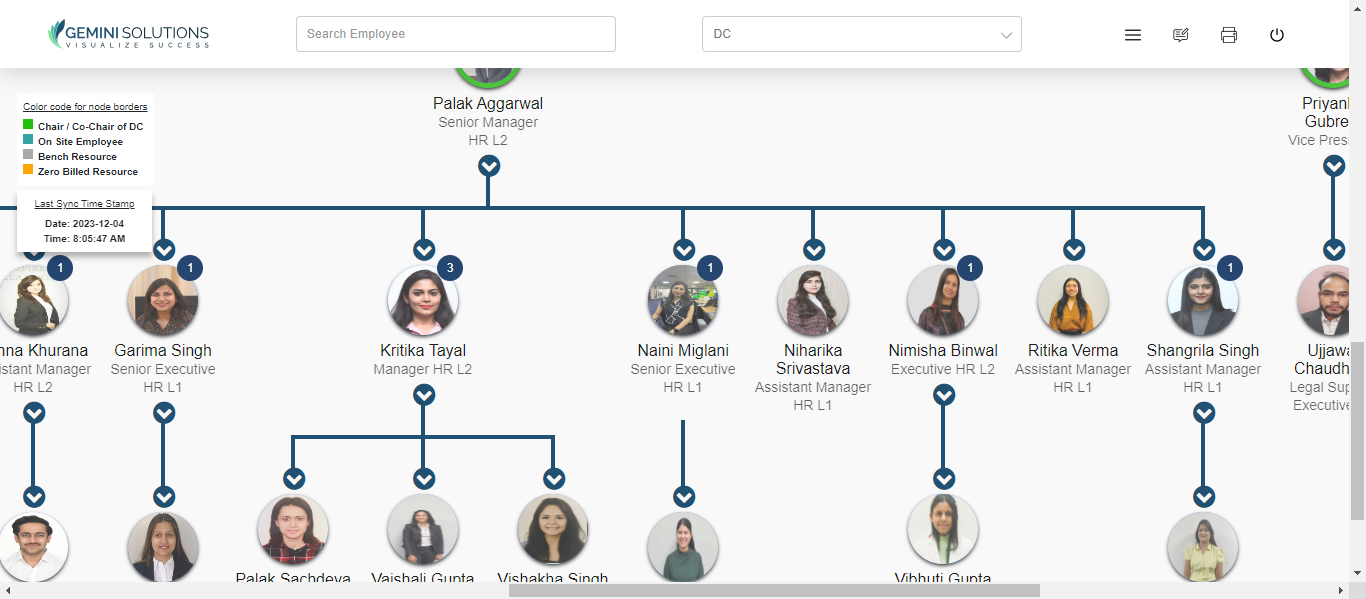 GEMINI SOLUTIONS
VISUALIZE SUCCESS
Search Employee
DC
Color code for node borders
Chair / Co-Chair of DC
On Site Employee
Bench Resource
Zero Billed Resource
Last Sync Time Stamp
Date: 2023-12-04
Time: 8:05:47 AM
Palak Aggarwal
Senior Manager
HR L2
Gubre
Vice Pres
1
nna Khurana
istant Manager
HR L2
1
Garima Singh
Senior Executive
HR L1
3
Kritika Tayal
Manager HR L2
1
Naini Miglani
Senior Executive
HR L1
Niharika
Srivastava
Assistant Manager
HR L1
1
Nimisha Binwal
Executive HR L2
Ritika Verma
Assistant Manager
HR L1
1
Shangrila Singh
Assistant Manager
HR L1
Ujjawa
Chaudh
Legal Sup
Executive
Palak Sachdeva
Vaishali Gupta
Vishakha Singh
Vibhuti Gupta